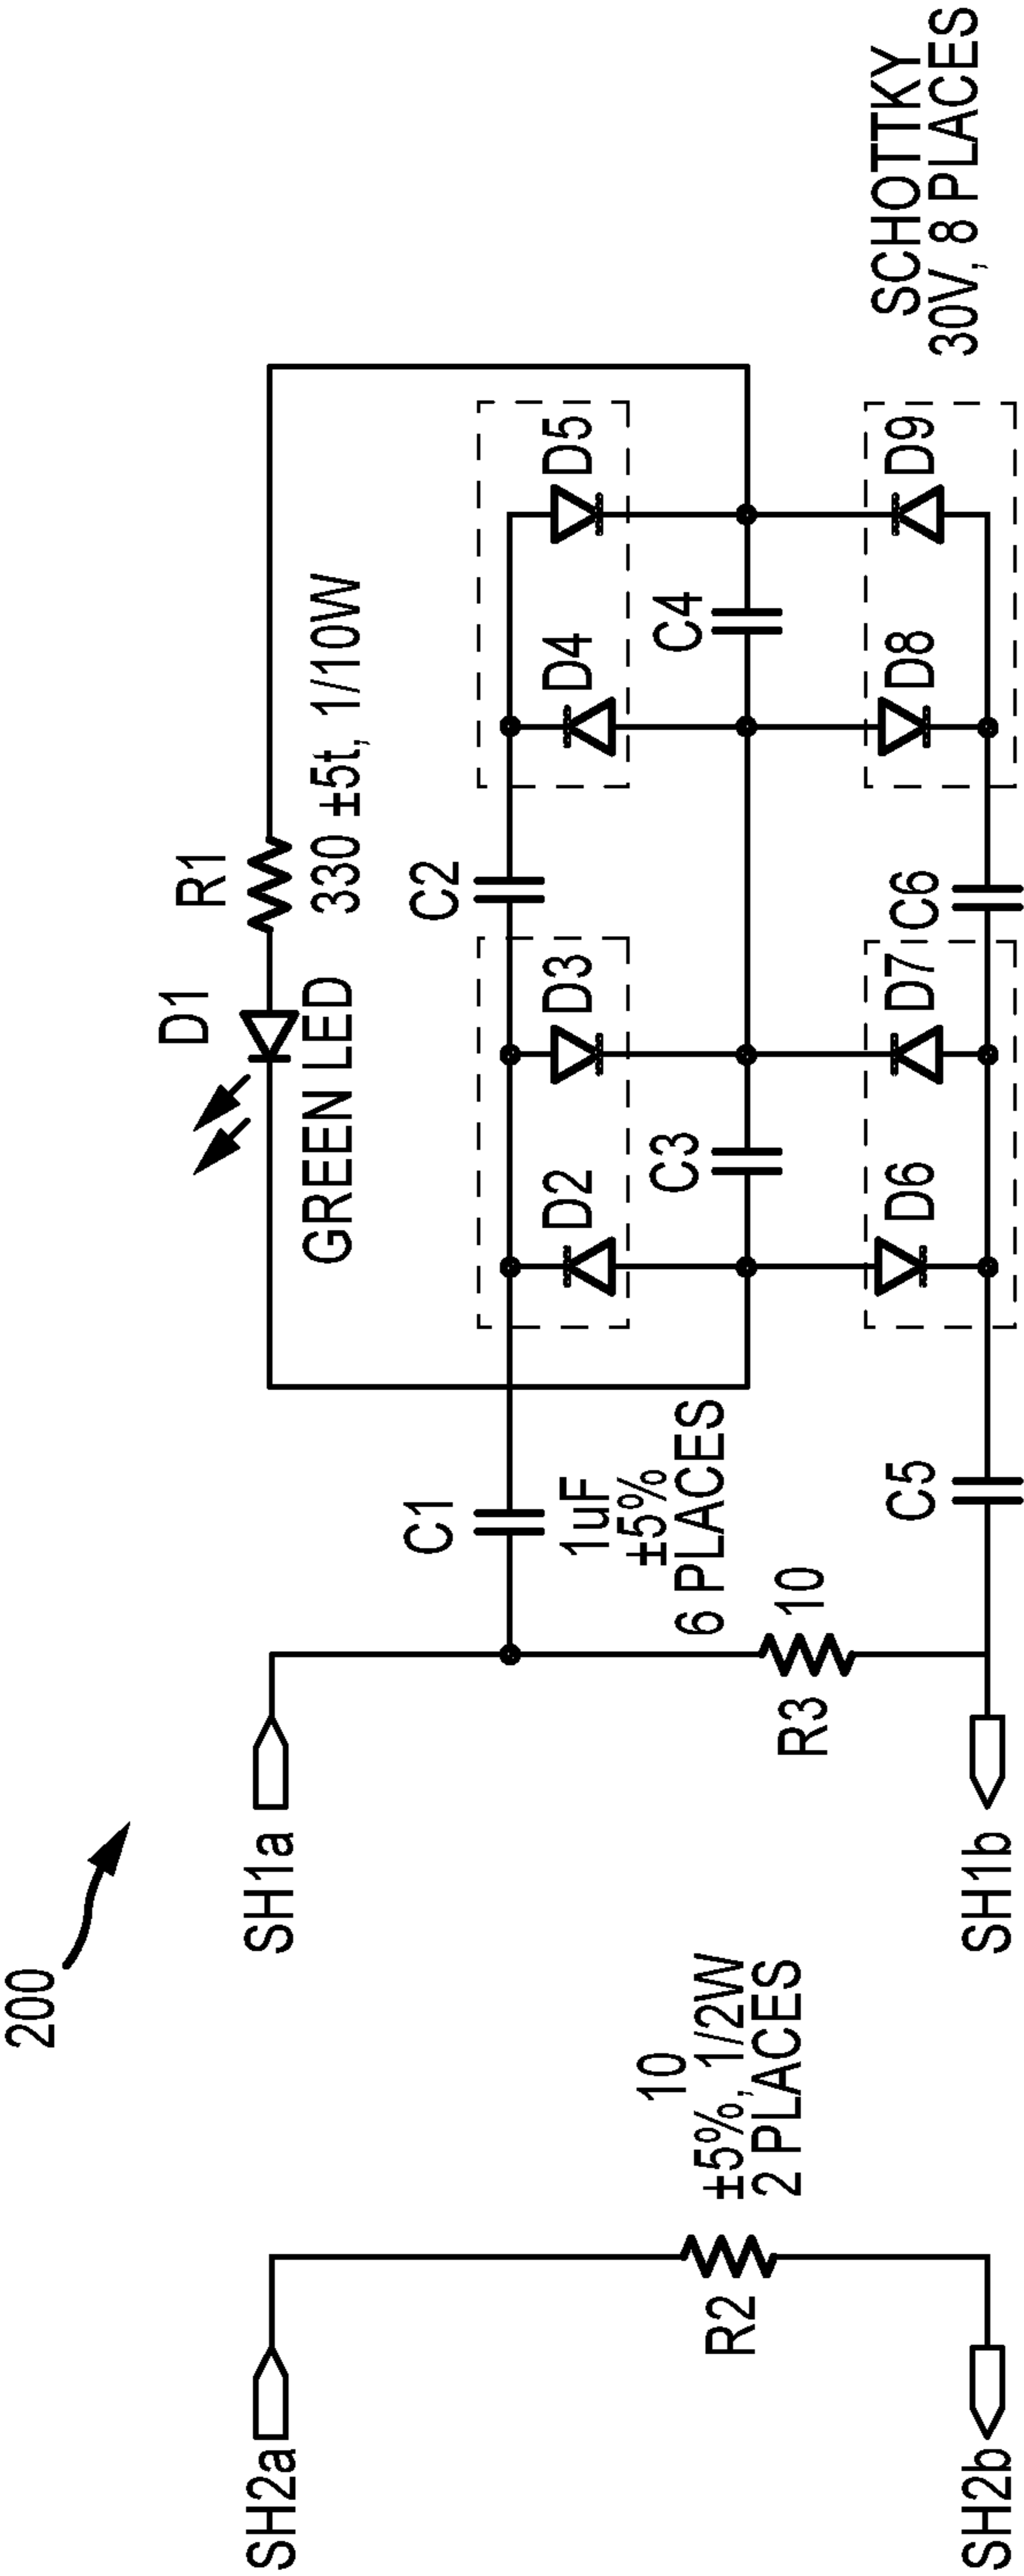 200
SH2a
SH2b
R2
10
±5%, 1/2W
2 PLACES
SH1a
SH1b
R3
10
C1
1uF
±5%
6 PLACES
C5
D1
GREEN LED
R1
330 ±5t, 1/10W
D2
D3
C2
D4
D5
C3
C4
D6
D7
C6
D8
D9
SCHOTTKY
30V, 8 PLACES